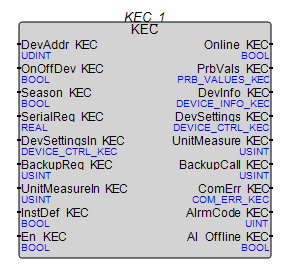 KEC_1
KEC
DevAddr KEC Online KEC
UDINT BOOL
OnOffDev KEC PrbVals KEC
BOOL PRB_VALUES_KEC
Season KEC DevInfo KEC
BOOL DEVICE_INFO_KEC
SerialReq KEC DevSettings KEC
REAL DEVICE_CTRL_KEC
DevSettingsIn KEC UnitMeasure KEC
DEVICE_CTRL_KEC USINT
BackupReq KEC BackupCall KEC
USINT USINT
UnitMeasureIn KEC ComErr KEC
USINT COM_ERR_KEC
InstDef KEC AlrmCode KEC
BOOL UINT
En KEC Al Offline KEC
BOOL BOOL